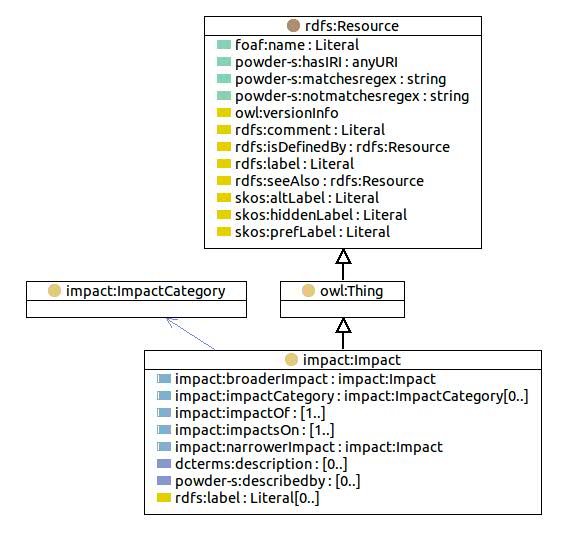 rdfs:Resource
foaf:name : Literal
powder-s:hasIRI : anyURI
powder-s:matchesregex : string
powder-s:notmatchesregex : string
owl:versionInfo
rdfs:comment : Literal
rdfs:isDefinedBy : rdfs:Resource
rdfs:label : Literal
rdfs:seeAlso : rdfs:Resource
skos:altLabel : Literal
skos:hiddenLabel : Literal
skos:prefLabel : Literal
impact:ImpactCategory
owl:Thing
impact:Impact
impact:broaderImpact : impact:Impact
impact:impactCategory : impact:ImpactCategory[0..]
impact:impactOf : [1..]
impact:impactsOn : [1..]
impact:narrowerImpact : impact:Impact
dcterms:description : [0..]
powder-s:describedby : [0..]
rdfs:label : Literal[0..]